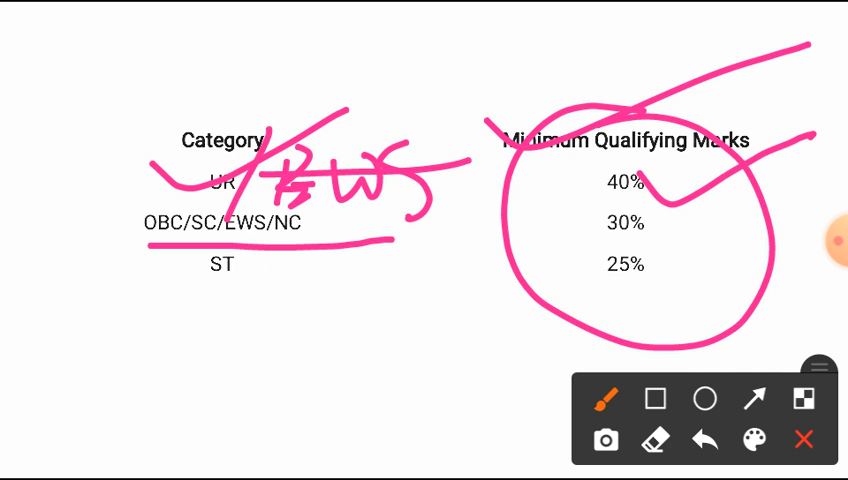 Category Minimum Qualifying Marks
UR EWS 40%
OBC/SC/EWS/NC 30%
ST 25%